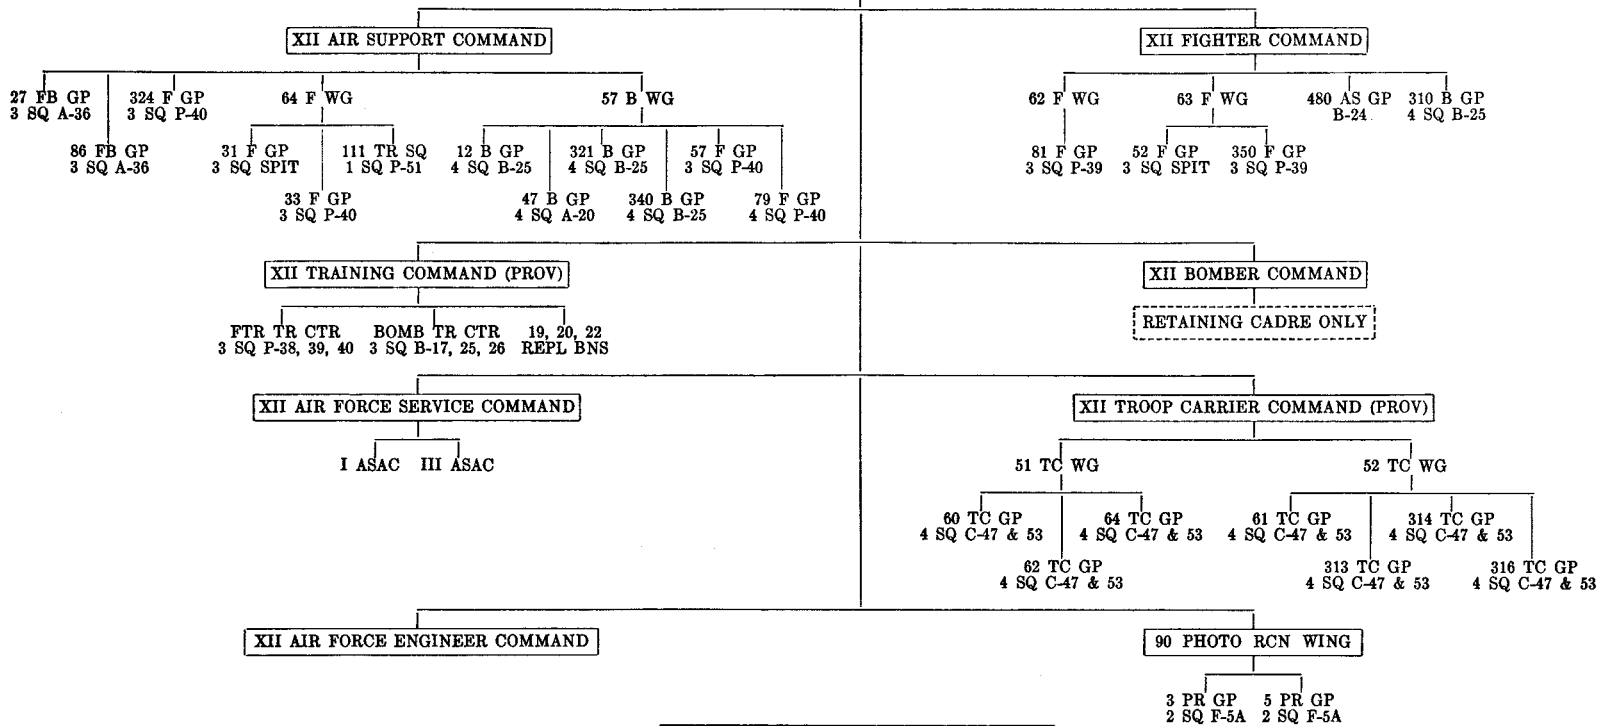 XII AIR SUPPORT COMMAND
XII FIGHTER COMMAND
27 FB GP
3 SQ A-36
324 F GP
3 SQ P-40
64 F WG
57 B WG
86 FB GP
3 SQ A-36
31 F GP
3 SQ SPIT
111 TR SQ
1 SQ P-51
12 B GP
4 SQ B-25
321 B GP
4 SQ B-25
57 F GP
3 SQ P-40
33 F GP
3 SQ P-40
47 B GP
4 SQ A-20
340 B GP
4 SQ B-25
79 F GP
4 SQ P-40
62 F WG
63 F WG
480 AS GP
B-24
310 B GP
4 SQ B-25
81 F GP
3 SQ P-39
52 F GP
3 SQ SPIT
350 F GP
3 SQ P-39
XII TRAINING COMMAND (PROV)
XII BOMBER COMMAND
FTR TR CTR
3 SQ P-38, 39, 40
BOMB TR CTR
3 SQ B-17, 25, 26
19, 20, 22
REPL BNS
RETAINING CADRE ONLY
XII AIR FORCE SERVICE COMMAND
XII TROOP CARRIER COMMAND (PROV)
I ASAC
III ASAC
51 TC WG
52 TC WG
60 TC GP
4 SQ C-47 & 53
64 TC GP
4 SQ C-47 & 53
61 TC GP
4 SQ C-47 & 53
314 TC GP
4 SQ C-47 & 53
62 TC GP
4 SQ C-47 & 53
313 TC GP
4 SQ C-47 & 53
316 TC GP
4 SQ C-47 & 53
XII AIR FORCE ENGINEER COMMAND
90 PHOTO RCN WING
3 PR GP
2 SQ F-5A
5 PR GP
2 SQ F-5A